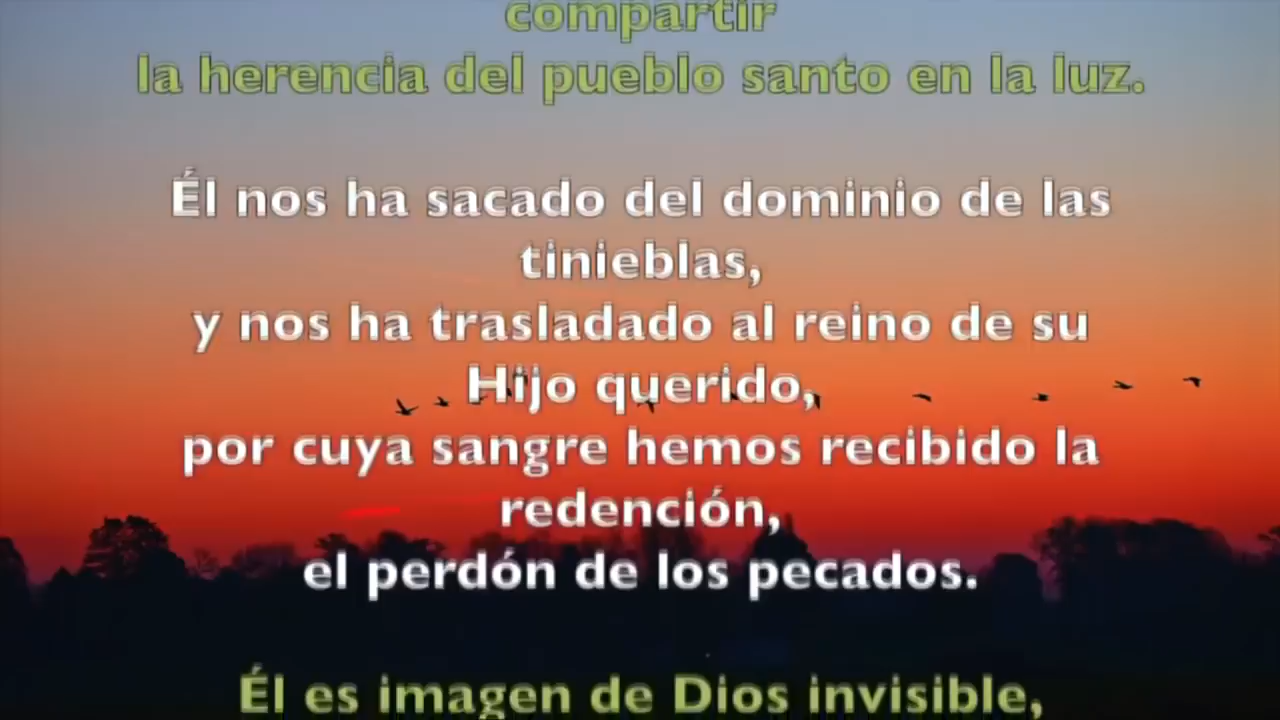 compartir
la herencia del pueblo santo en la luz.
Él nos ha sacado del dominio de las
tinieblas,
y nos ha trasladado al reino de su
Hijo querido,
por cuya sangre hemos recibido la
redención,
el perdón de los pecados.
Él es imagen de Dios invisible,